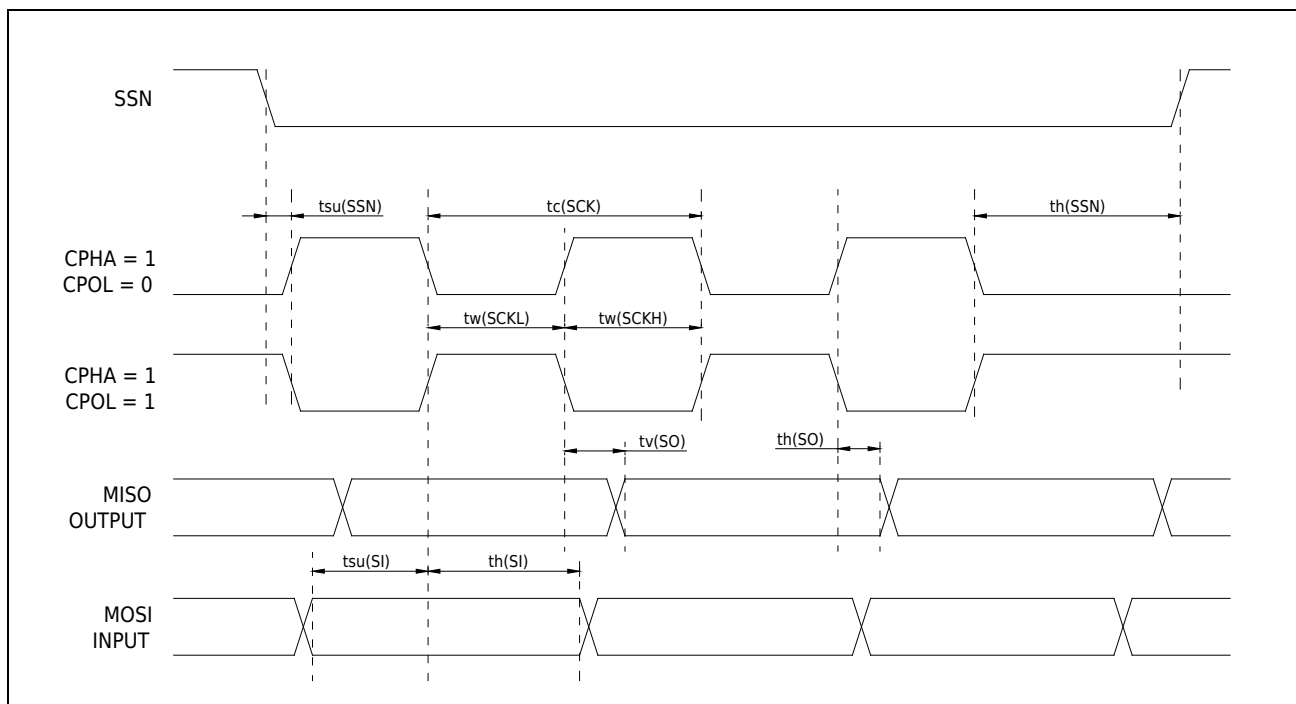 SSN
tsu(SSN)
tc(SCK)
th(SSN)
CPHA = 1
CPOL = 0
tw(SCKL)
tw(SCKH)
CPHA = 1
CPOL = 1
tv(SO)
th(SO)
MISO
OUTPUT
tsu(SI)
th(SI)
MOSI
INPUT